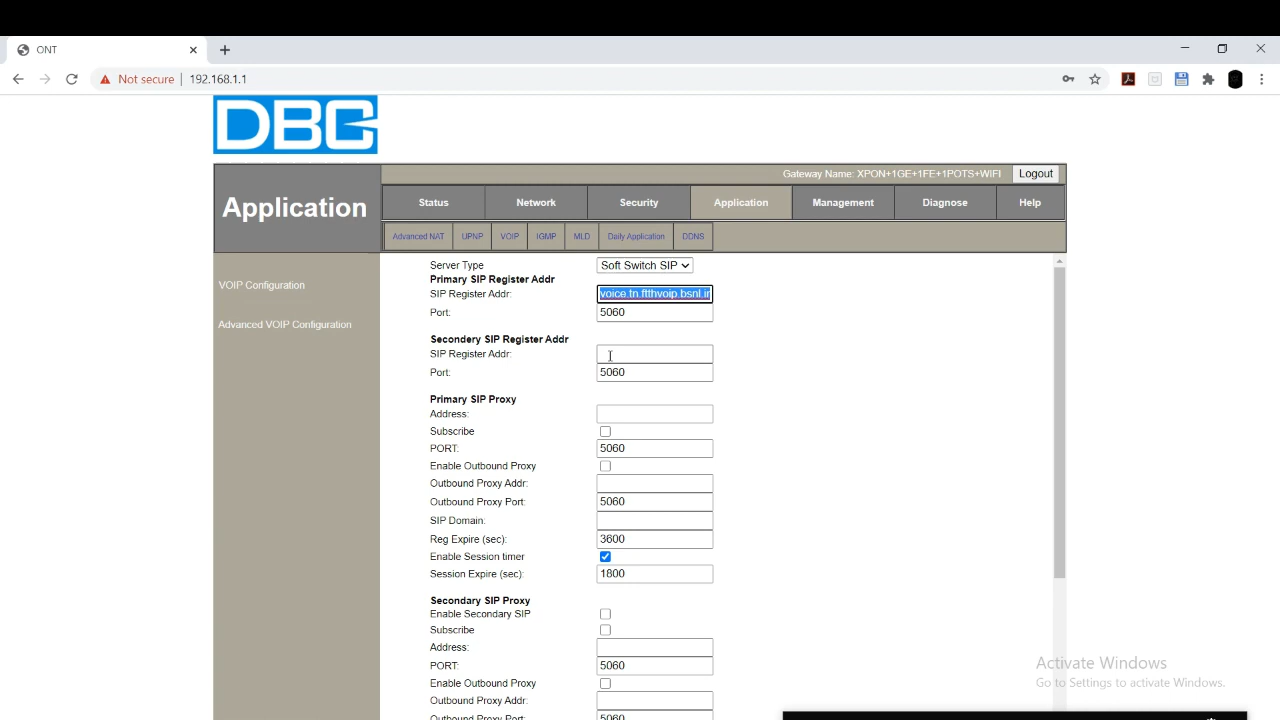 ONT
Not secure 192.168.1.1
DBC
Gateway Name: XPON+1GE+1FE+1POTS+WIFI Logout
Application
Status Network Security Application Management Diagnose Help
Advanced NAT UPNP VOIP IGMP MLD Daily Application DDNS
VOIP Configuration
Advanced VOIP Configuration
Server Type Soft Switch SIP
Primary SIP Register Addr
SIP Register Addr: voice.tn.ftthvoip.bsnl.in
Port: 5060
Secondery SIP Register Addr
SIP Register Addr:
Port: 5060
Primary SIP Proxy
Address:
Subscribe
PORT: 5060
Enable Outbound Proxy
Outbound Proxy Addr:
Outbound Proxy Port: 5060
SIP Domain:
Reg Expire (sec): 3600
Enable Session timer
Session Expire (sec): 1800
Secondary SIP Proxy
Enable Secondary SIP
Subscribe
Address:
PORT: 5060
Enable Outbound Proxy
Outbound Proxy Addr:
Outbound Proxy Port: 5060
Activate Windows
Go to Settings to activate Windows.